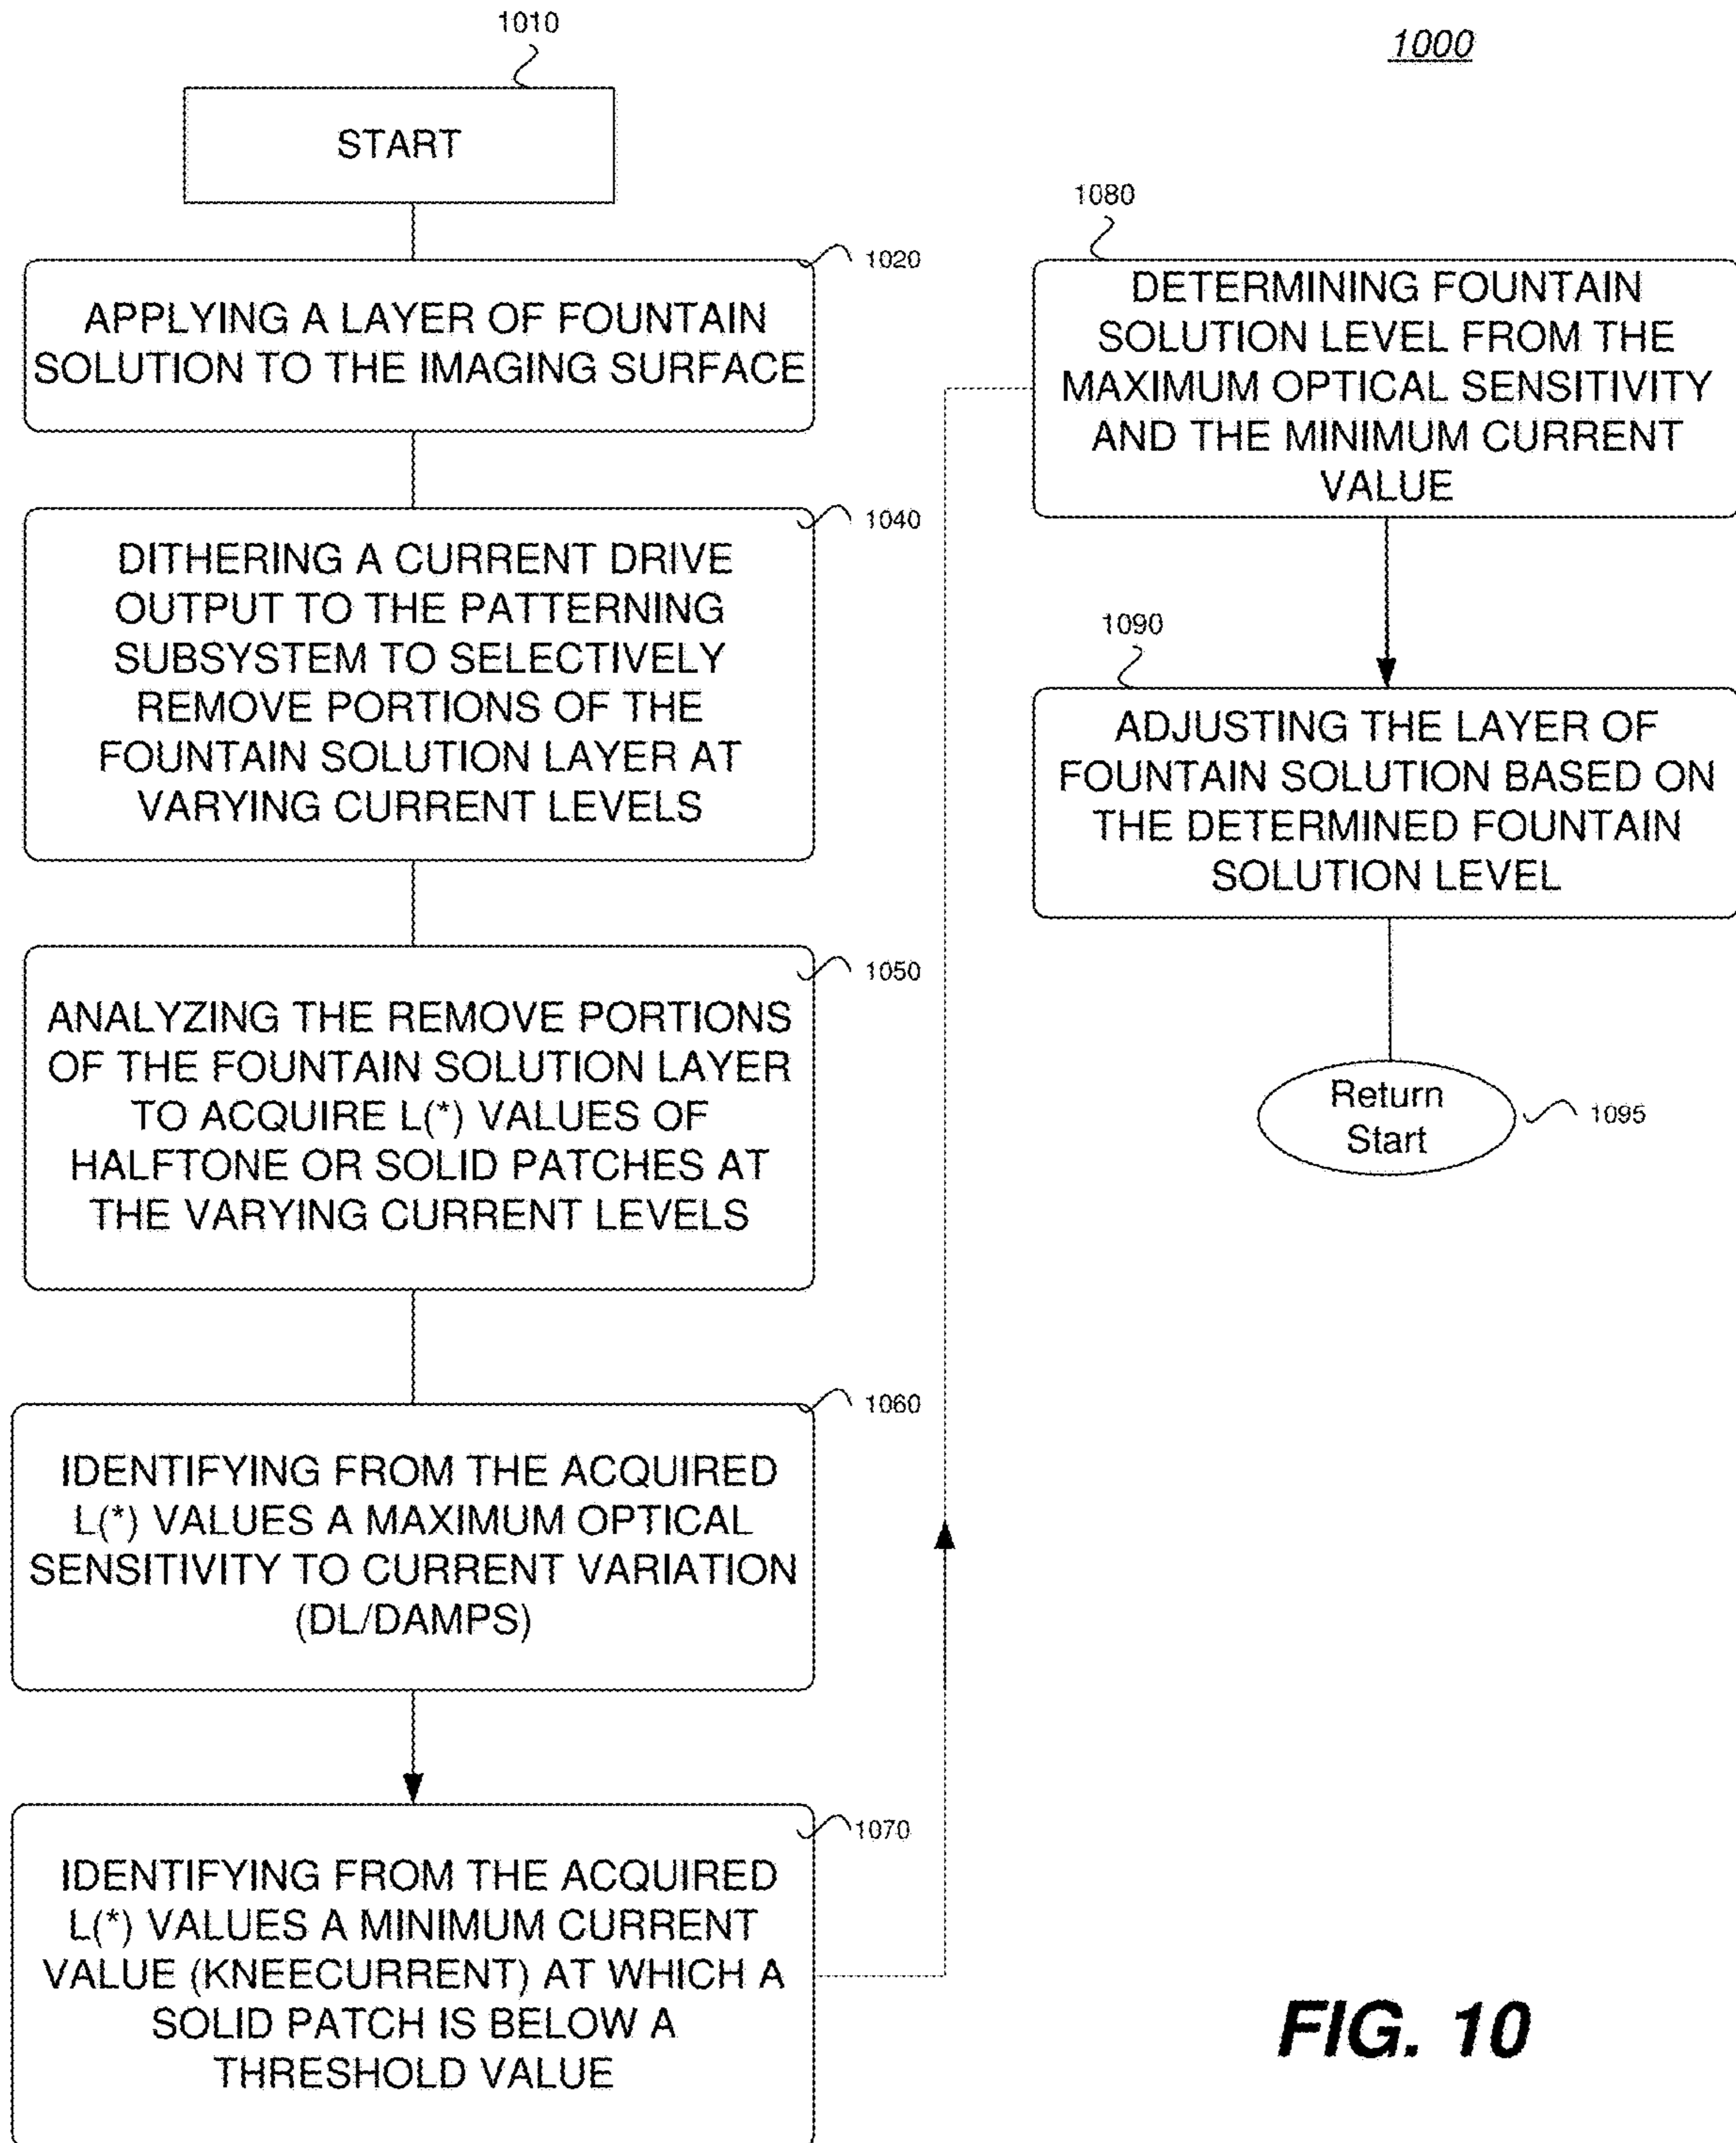 1000
1010
START
1020
APPLYING A LAYER OF FOUNTAIN
SOLUTION TO THE IMAGING SURFACE
1040
DITHERING A CURRENT DRIVE
OUTPUT TO THE PATTERNING
SUBSYSTEM TO SELECTIVELY
REMOVE PORTIONS OF THE
FOUNTAIN SOLUTION LAYER AT
VARYING CURRENT LEVELS
1050
ANALYZING THE REMOVE PORTIONS
OF THE FOUNTAIN SOLUTION LAYER
TO ACQUIRE L(*) VALUES OF
HALFTONE OR SOLID PATCHES AT
THE VARYING CURRENT LEVELS
1060
IDENTIFYING FROM THE ACQUIRED
L(*) VALUES A MAXIMUM OPTICAL
SENSITIVITY TO CURRENT VARIATION
(DL/DAMPS)
1070
IDENTIFYING FROM THE ACQUIRED
L(*) VALUES A MINIMUM CURRENT
VALUE (KNEECURRENT) AT WHICH A
SOLID PATCH IS BELOW A
THRESHOLD VALUE
1080
DETERMINING FOUNTAIN
SOLUTION LEVEL FROM THE
MAXIMUM OPTICAL SENSITIVITY
AND THE MINIMUM CURRENT
VALUE
1090
ADJUSTING THE LAYER OF
FOUNTAIN SOLUTION BASED ON
THE DETERMINED FOUNTAIN
SOLUTION LEVEL
Return
Start
1095
FIG. 10